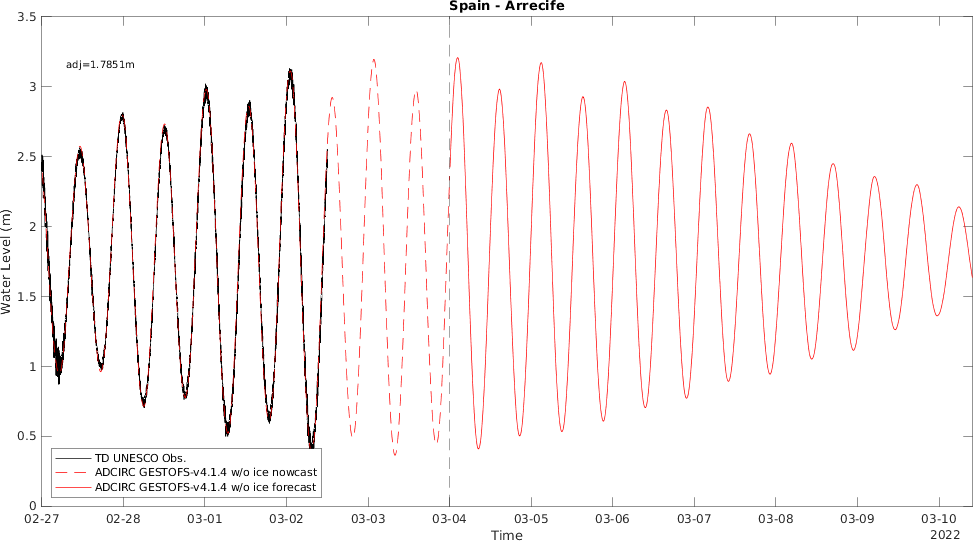 Spain - Arrecife
adj=1.7851m
Water Level (m)
3.5
3
2.5
2
1.5
1
0.5
0
TD UNESCO Obs.
ADCIRC GESTOFS-v4.1.4 w/o ice nowcast
ADCIRC GESTOFS-v4.1.4 w/o ice forecast
02-27 02-28 03-01 03-02 03-03 03-04 03-05 03-06 03-07 03-08 03-09 03-10
2022
Time